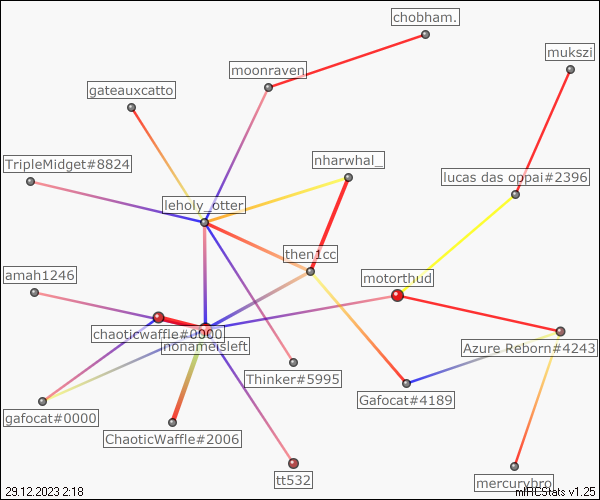 chobham.
mukszi
moonraven
gateauxcatto
nharwhal_
TripleMidget#8824
lucas das oppai#2396
leholy_otter
then1cc
amah1246
motorthud
chaoticwaffle#0000
nonameisleft
Azure Reborn#4243
Thinker#5995
Gafocat#4189
gafocat#0000
ChaoticWaffle#2006
tt532
mercurybro
29.12.2023 2:18
mIRCStats v1.25